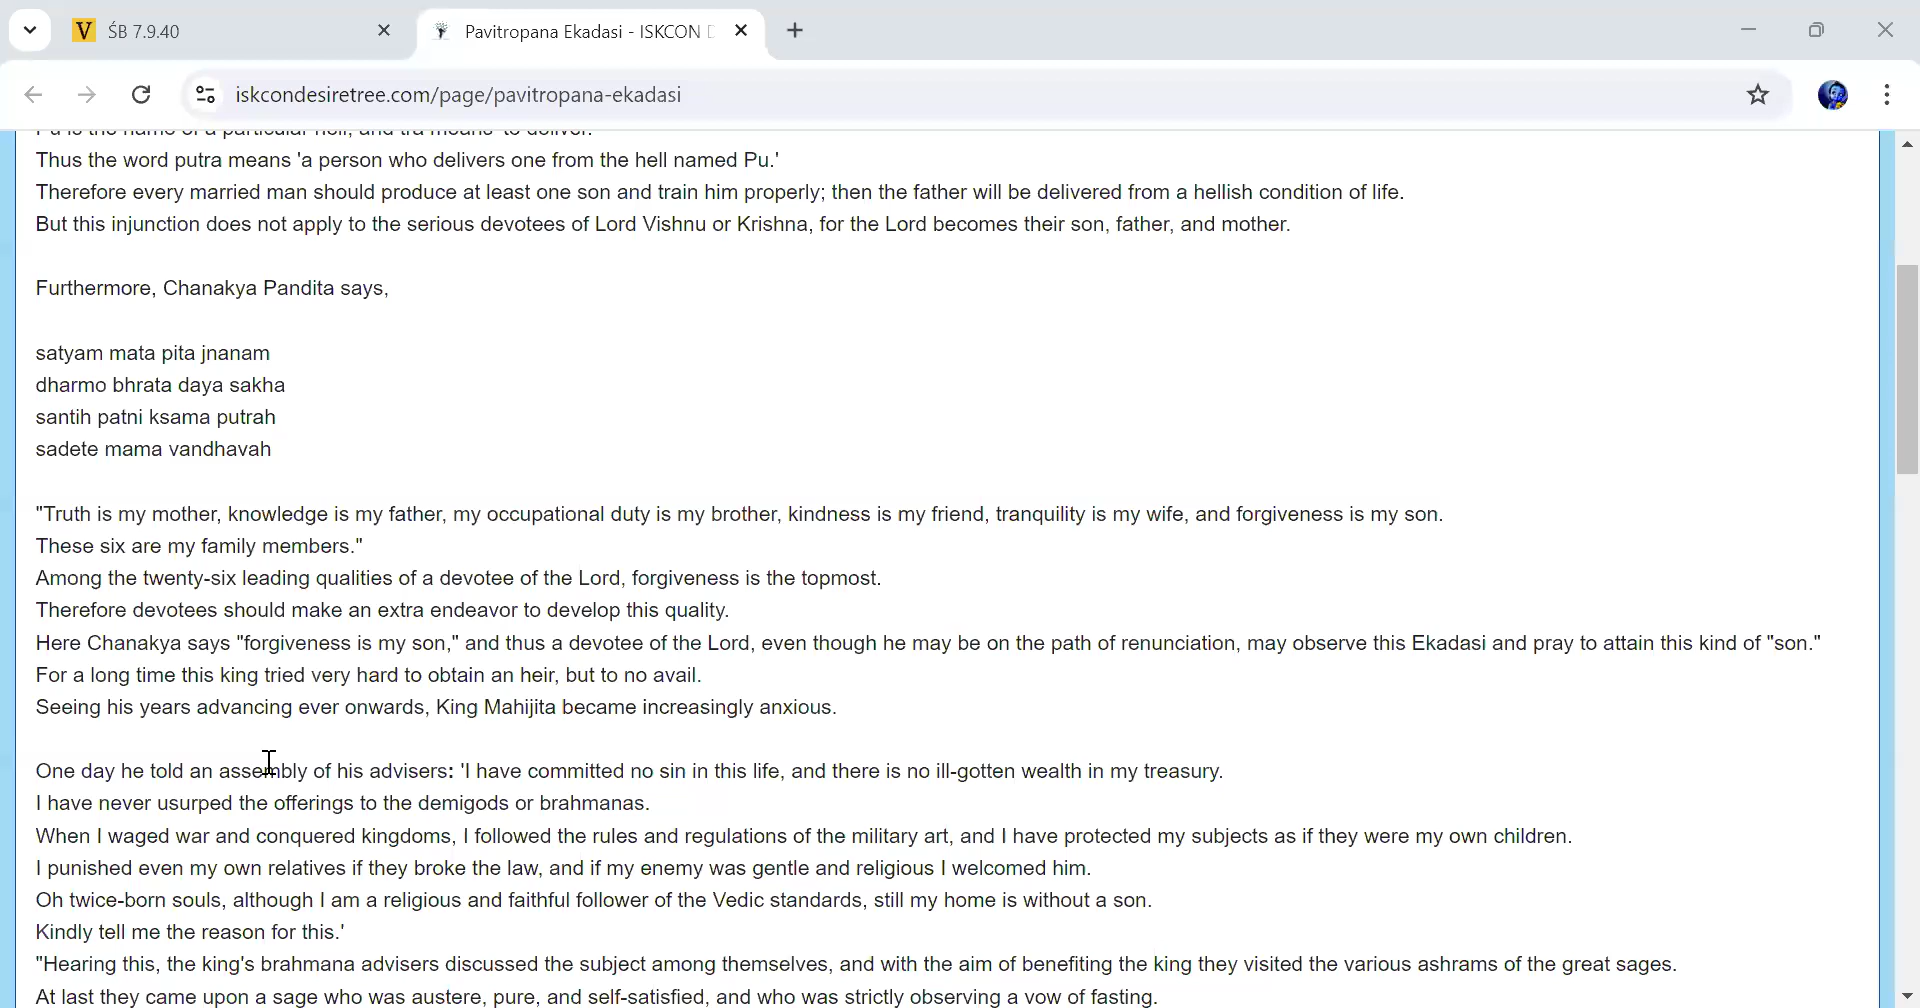 ŚB 7.9.40
Pavitropana Ekadasi - ISKCON
iskcondesiretree.com/page/pavitropana-ekadasi
Pu is the name of a particular hell, and tra means 'to deliver.'
Thus the word putra means 'a person who delivers one from the hell named Pu.'
Therefore every married man should produce at least one son and train him properly; then the father will be delivered from a hellish condition of life.
But this injunction does not apply to the serious devotees of Lord Vishnu or Krishna, for the Lord becomes their son, father, and mother.
Furthermore, Chanakya Pandita says,
satyam mata pita jnanam
dharmo bhrata daya sakha
santih patni ksama putrah
sadete mama vandhavah
"Truth is my mother, knowledge is my father, my occupational duty is my brother, kindness is my friend, tranquility is my wife, and forgiveness is my son.
These six are my family members."
Among the twenty-six leading qualities of a devotee of the Lord, forgiveness is the topmost.
Therefore devotees should make an extra endeavor to develop this quality.
Here Chanakya says "forgiveness is my son," and thus a devotee of the Lord, even though he may be on the path of renunciation, may observe this Ekadasi and pray to attain this kind of "son."
For a long time this king tried very hard to obtain an heir, but to no avail.
Seeing his years advancing ever onwards, King Mahijita became increasingly anxious.
One day he told an assembly of his advisers: 'I have committed no sin in this life, and there is no ill-gotten wealth in my treasury.
I have never usurped the offerings to the demigods or brahmanas.
When I waged war and conquered kingdoms, I followed the rules and regulations of the military art, and I have protected my subjects as if they were my own children.
I punished even my own relatives if they broke the law, and if my enemy was gentle and religious I welcomed him.
Oh twice-born souls, although I am a religious and faithful follower of the Vedic standards, still my home is without a son.
Kindly tell me the reason for this.'
"Hearing this, the king's brahmana advisers discussed the subject among themselves, and with the aim of benefiting the king they visited the various ashrams of the great sages.
At last they came upon a sage who was austere, pure, and self-satisfied, and who was strictly observing a vow of fasting.